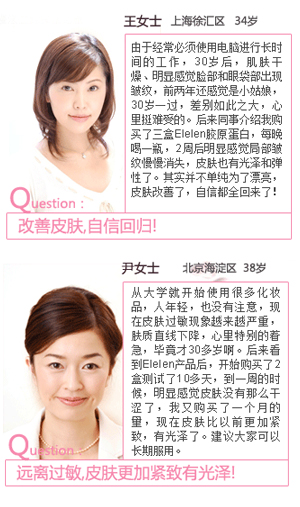 王女士 上海徐汇区 34岁
由于经常必须使用电脑进行长时
间的工作，30岁后，肌肤干
燥、明显感觉脸部和眼袋部出现
皱纹，前两年还感觉是小姑娘，
30岁一过，差别如此之大，心
里挺难受的。后来同事介绍我购
买了三盒Elelen胶原蛋白，每晚
喝一瓶，2周后明显感觉局部皱
纹慢慢消失，皮肤也有光泽和弹
性了。其实并不单纯为了漂亮，
皮肤改善了，自信都全回来了！
Question：
改善皮肤,自信回归!
尹女士 北京海淀区 38岁
从大学就开始使用很多化妆
品，人年轻，也没有注意，现
在皮肤过敏现象越来越严重，
肤质直线下降，心里特别的着
急，毕竟才30多岁啊。后来看
到Elelen产品后，开始购买了2
盒测试了10多天，到一周的时
候，明显感觉皮肤没有那么干
涩了，我又购买了一个月的
量，现在皮肤比以前更加紧
致，有光泽了。建议大家可以
长期服用。
Question：
远离过敏,皮肤更加紧致有光泽!